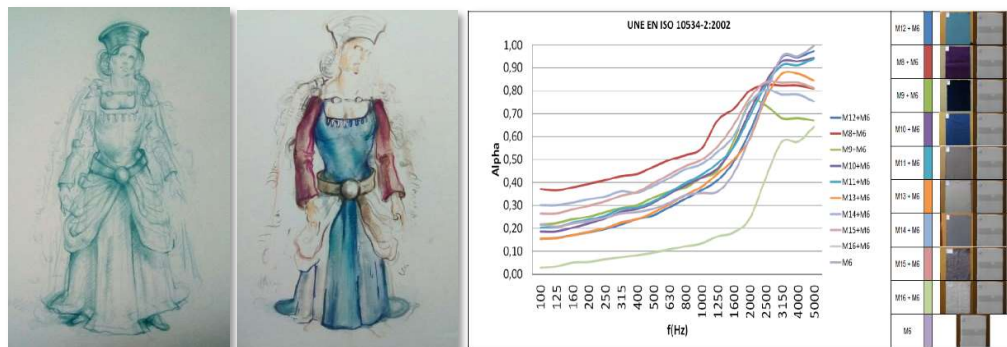 UNE EN ISO 10534-2:2002
1,00
0,90
0,80
0,70
0,60
0,50
0,40
0,30
0,20
0,10
0,00
Alpha
100
125
160
200
250
315
400
500
630
800
1000
1250
1600
2000
2500
3150
4000
5000
f(Hz)
M12+M6
M8+M6
M9+M6
M10+M6
M11+M6
M13+M6
M14+M6
M15+M6
M16+M6
M6
M12 + M6
M8 + M6
M9 + M6
M10 + M6
M11 + M6
M13 + M6
M14 + M6
M15 + M6
M16 + M6
M6